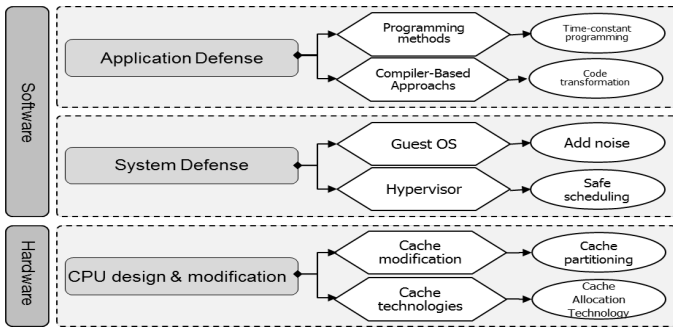 Software
Application Defense
Programming
methods
Time-constant
programming
Compiler-Based
Approachs
Code
transformation
System Defense
Guest OS
Add noise
Hypervisor
Safe
scheduling
Hardware
CPU design & modification
Cache
modification
Cache
partitioning
Cache
technologies
Cache
Allocation
Technology